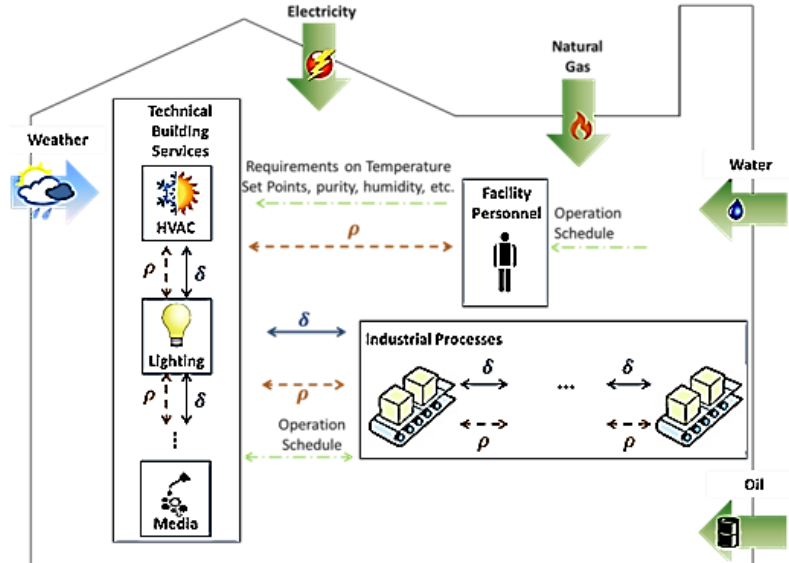 Electricity
Natural
Gas
Weather
Water
Oil
Technical
Building
Services
HVAC
ρ
δ
Lighting
ρ
δ
⋮
Media
Requirements on Temperature
Set Points, purity, humidity, etc.
ρ
Facility
Personnel
Operation
Schedule
δ
ρ
Operation
Schedule
Industrial Processes
δ
...
δ
ρ
ρ